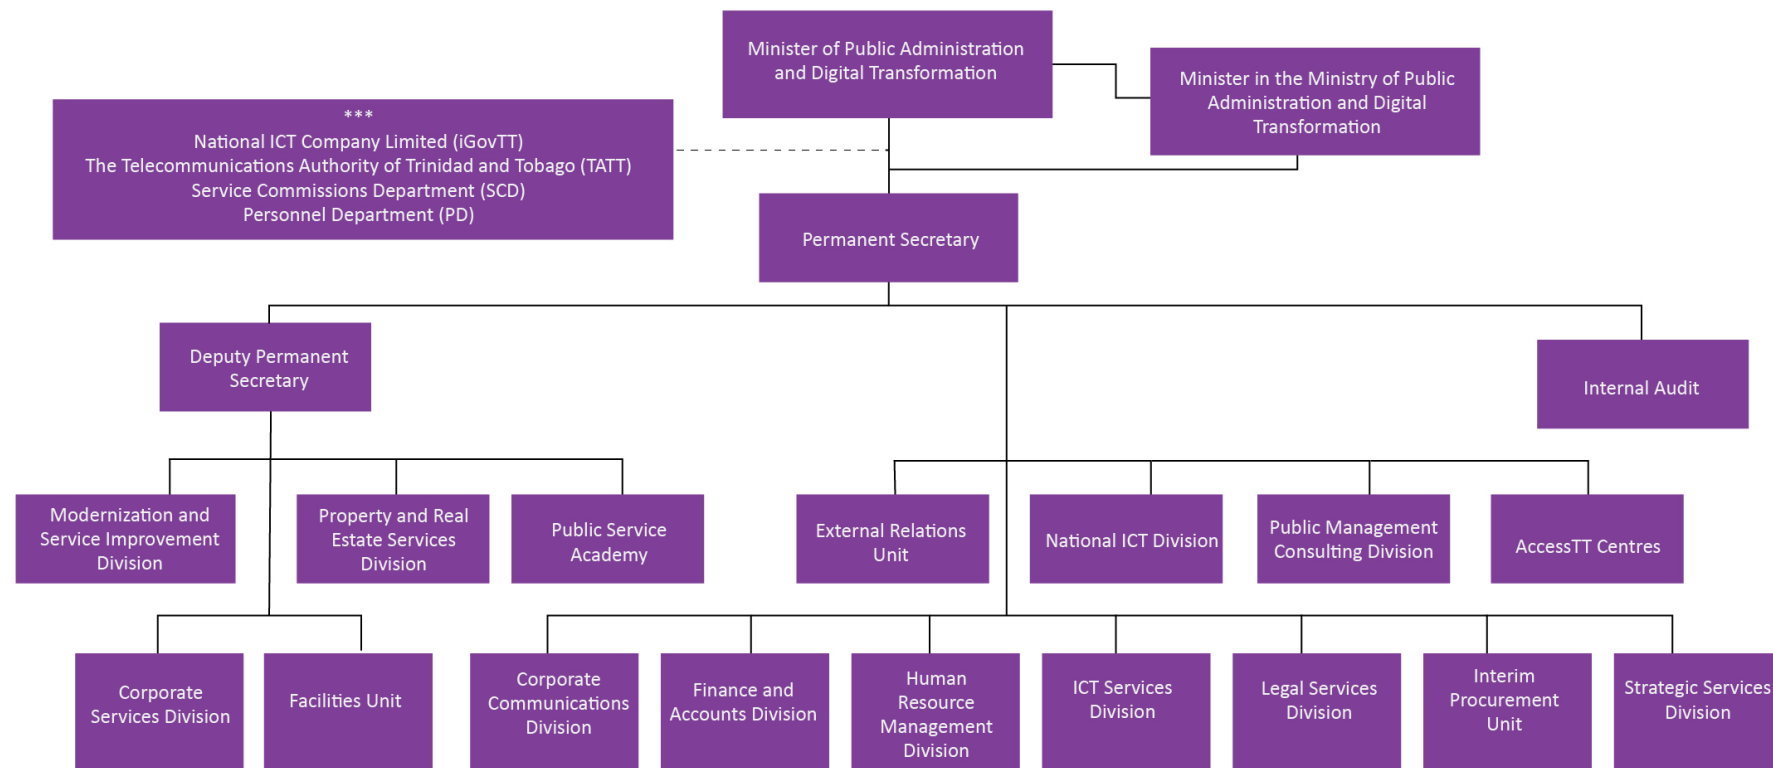 Minister of Public Administration
and Digital Transformation
Minister in the Ministry of Public
Administration and Digital
Transformation
***
National ICT Company Limited (iGovTT)
The Telecommunications Authority of Trinidad and Tobago (TATT)
Service Commissions Department (SCD)
Personnel Department (PD)
Permanent Secretary
Deputy Permanent
Secretary
Internal Audit
Modernization and
Service Improvement
Division
Property and Real
Estate Services
Division
Public Service
Academy
External Relations
Unit
National ICT Division
Public Management
Consulting Division
AccessTT Centres
Corporate
Services Division
Facilities Unit
Corporate
Communications
Division
Finance and
Accounts Division
Human
Resource
Management
Division
ICT Services
Division
Legal Services
Division
Interim
Procurement
Unit
Strategic Services
Division